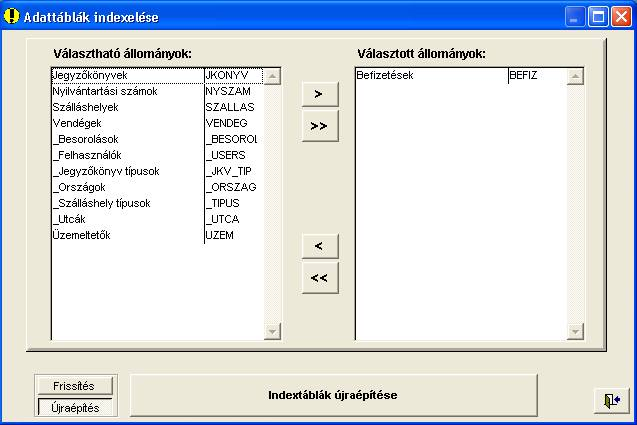 Adattáblák indexelése
Választható állományok:
Választott állományok:
Jegyzőkönyvek JKONYV
Nyilvántartási számok NYSZAM
Szálláshelyek SZALLAS
Vendégek VENDEG
_Besorolások _BESOROL
_Felhasználók _USERS
_Jegyzőkönyv típusok _JKV_TIP
_Országok _ORSZAG
_Szálláshely típusok _TIPUS
_Utcák _UTCA
Üzemeltetők UZEM
>
>>
<
<<
Befizetések BEFIZ
Frissítés
Újraépítés
Indextáblák újraépítése